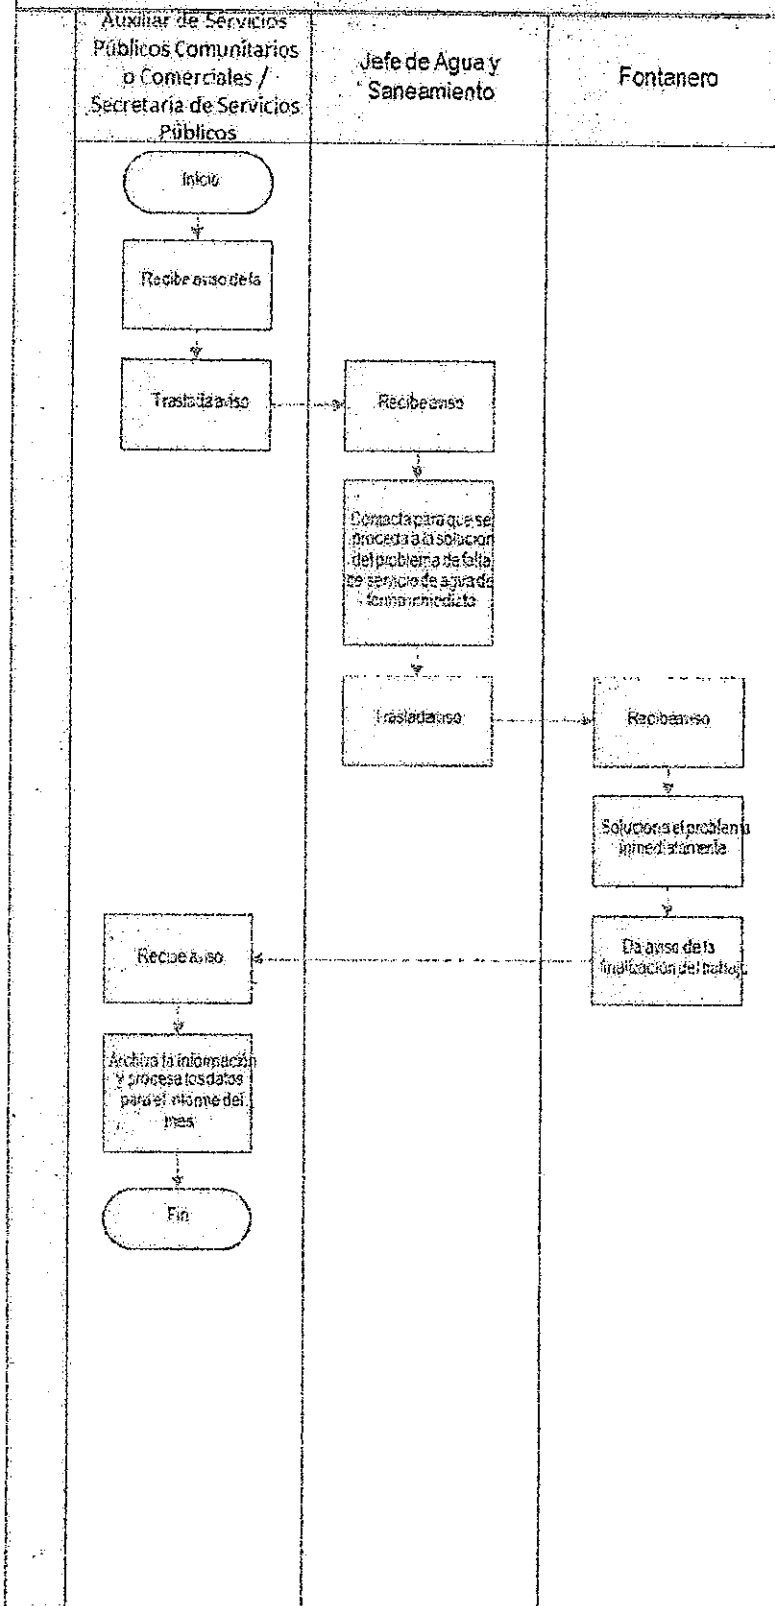 Auxiliar de Servicios
Públicos Comunitarios
o Comerciales /
Secretaria de Servicios
Públicos
Jefe de Agua y
Saneamiento
Fontanero
Inicio
Recibe aviso de la
Traslada aviso
Recibe aviso
Contacta para que se
proceda a la solución
del problema de falla
de servicio de agua de
forma inmediata
Traslada aviso
Recibe aviso
Soluciona el problema
inmediatamente
Da aviso de la
finalización del trabajo
Recibe aviso
Archiva la información
y procesa los datos
para el informe del
mes
Fin